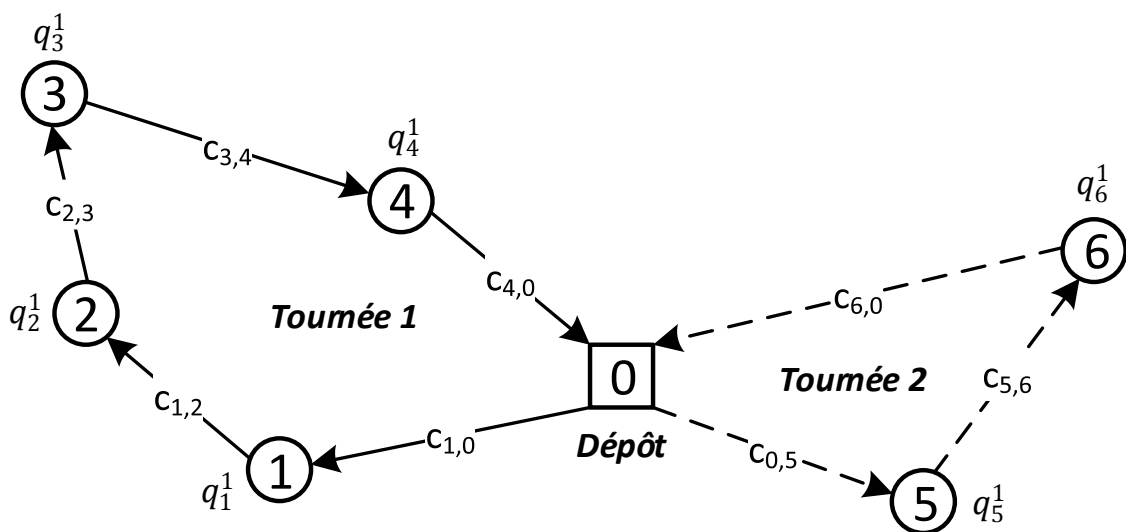 q_3^1
3
c_{3,4}
q_4^1
4
q_6^1
6
c_{2,3}
c_{4,0}
c_{6,0}
q_2^1
2
Tournée 1
0
Tournée 2
c_{5,6}
c_{1,2}
c_{1,0}
Dépôt
c_{0,5}
q_1^1
1
5
q_5^1